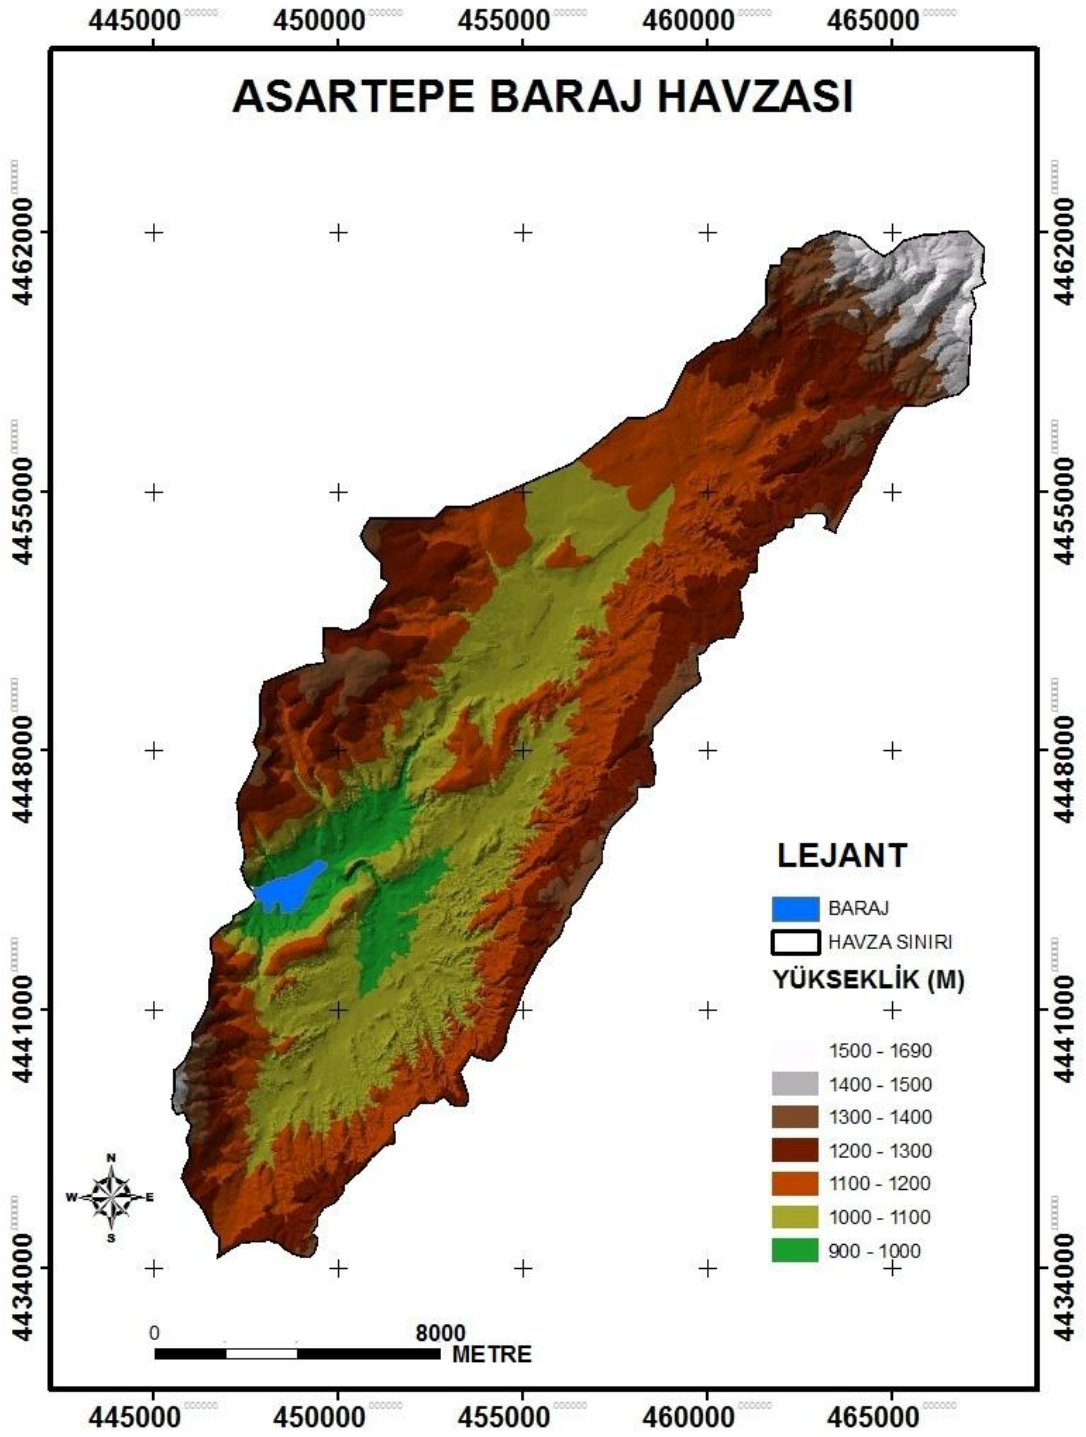 445000 450000 455000 460000 465000
ASARTEPE BARAJ HAVZASI
4462000 4462000
4455000 4455000
4448000 4448000
LEJANT
BARAJ
HAVZA SINIRI
YÜKSEKLİK (M)
4441000 4441000
1500 - 1690
1400 - 1500
1300 - 1400
1200 - 1300
1100 - 1200
1000 - 1100
900 - 1000
N
W E
S
4434000 4434000
0 8000
METRE
445000 450000 455000 460000 465000